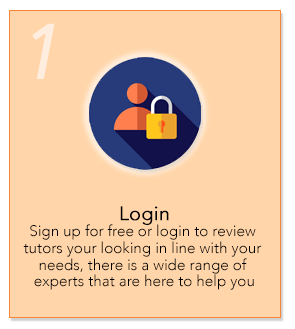 1
Login
Sign up for free or login to review
tutors your looking in line with your
needs, there is a wide range of
experts that are here to help you